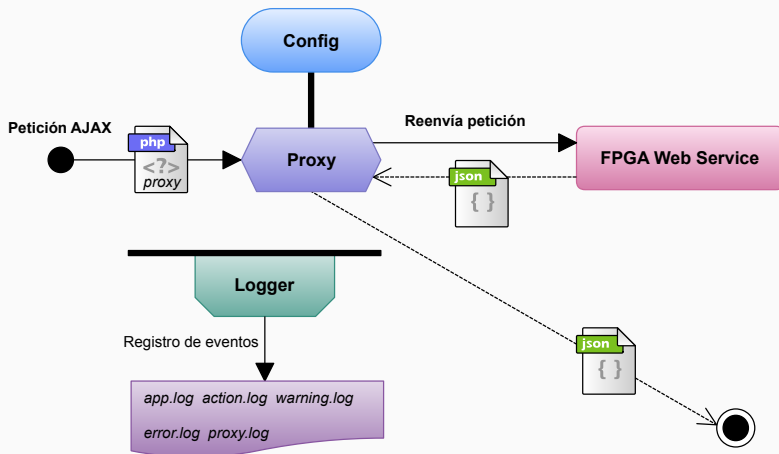 Config
Petición AJAX
php
<?>
proxy
Proxy
Reenvía petición
FPGA Web Service
json
{ }
Logger
Registro de eventos
json
{ }
app.log action.log warning.log
error.log proxy.log